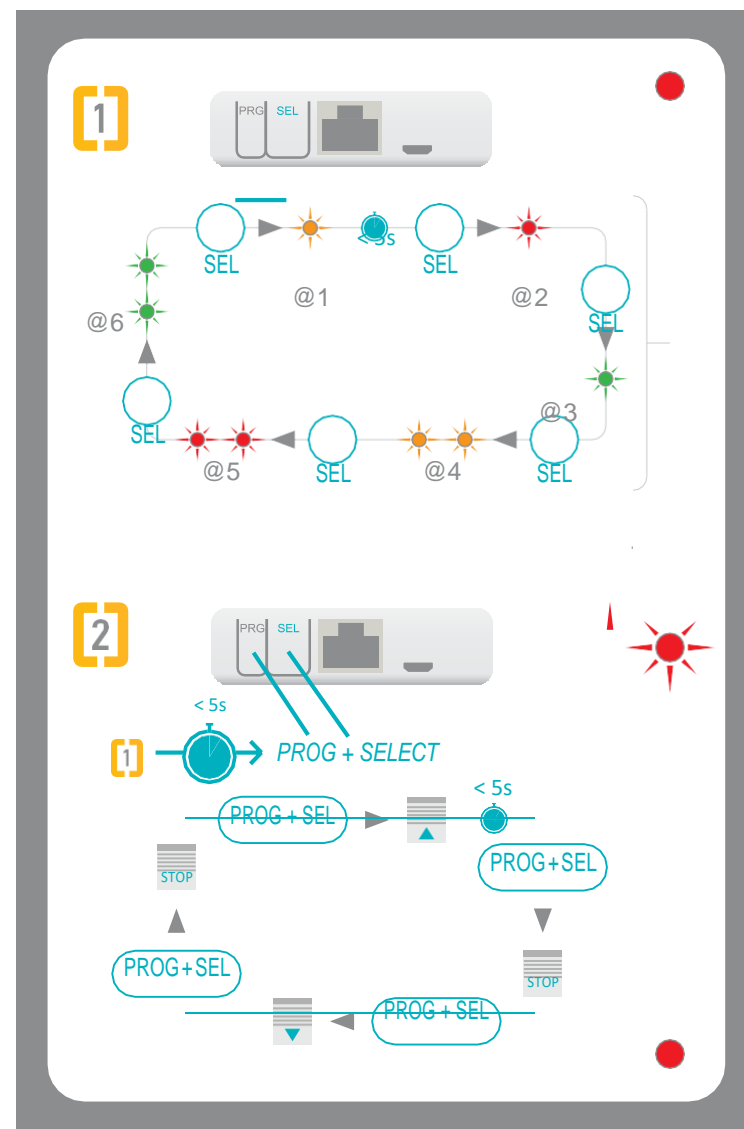 1
PRG SEL
< 5s
SEL
SEL
@1
@2
@6
SEL
@3
SEL
@5
SEL
@4
SEL
2
PRG SEL
< 5s
1
PROG + SELECT
< 5s
PROG + SEL
PROG+SEL
STOP
PROG+SEL
STOP
PROG + SEL